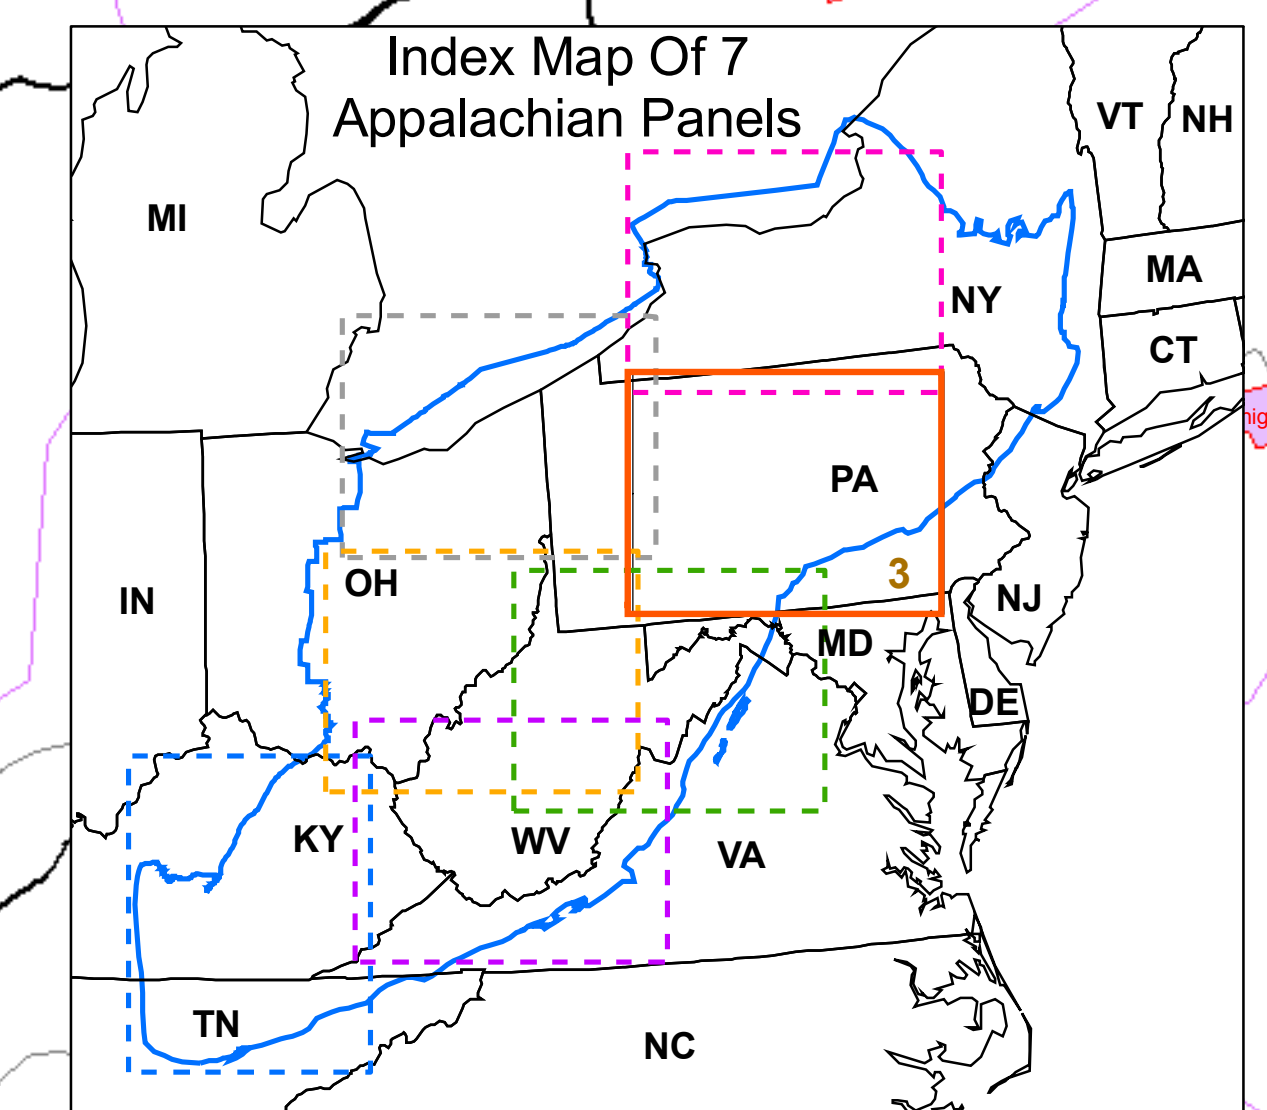 Index Map Of 7
Appalachian Panels
VT
NH
MI
MA
NY
CT
nig
PA
3
OH
IN
NJ
MD
DE
KY
WV
VA
TN
NC